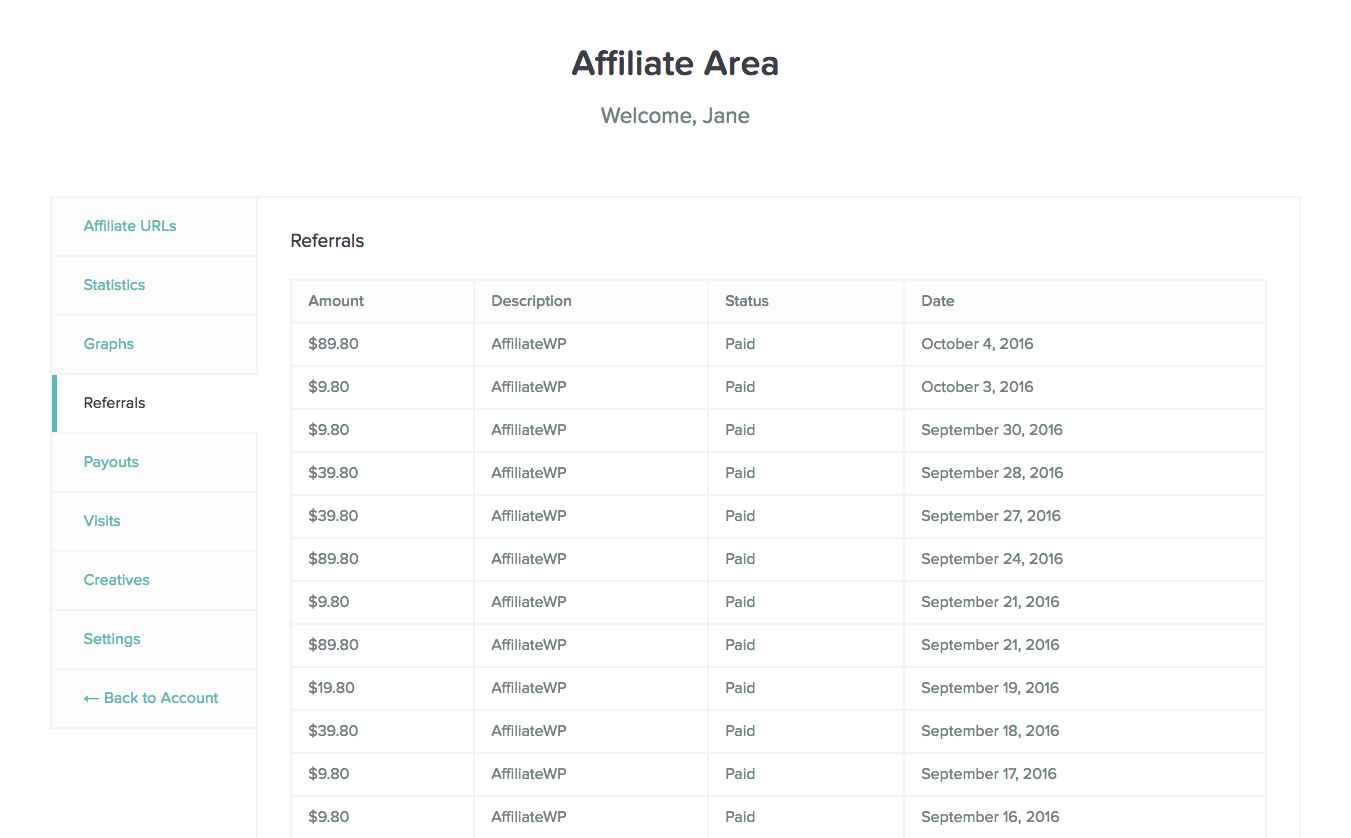 Affiliate Area
Welcome, Jane
Affiliate URLs
Statistics
Graphs
Referrals
Payouts
Visits
Creatives
Settings
← Back to Account
Referrals
Amount Description Status Date
$89.80 AffiliateWP Paid October 4, 2016
$9.80 AffiliateWP Paid October 3, 2016
$9.80 AffiliateWP Paid September 30, 2016
$39.80 AffiliateWP Paid September 28, 2016
$39.80 AffiliateWP Paid September 27, 2016
$89.80 AffiliateWP Paid September 24, 2016
$9.80 AffiliateWP Paid September 21, 2016
$89.80 AffiliateWP Paid September 21, 2016
$19.80 AffiliateWP Paid September 19, 2016
$39.80 AffiliateWP Paid September 18, 2016
$9.80 AffiliateWP Paid September 17, 2016
$9.80 AffiliateWP Paid September 16, 2016